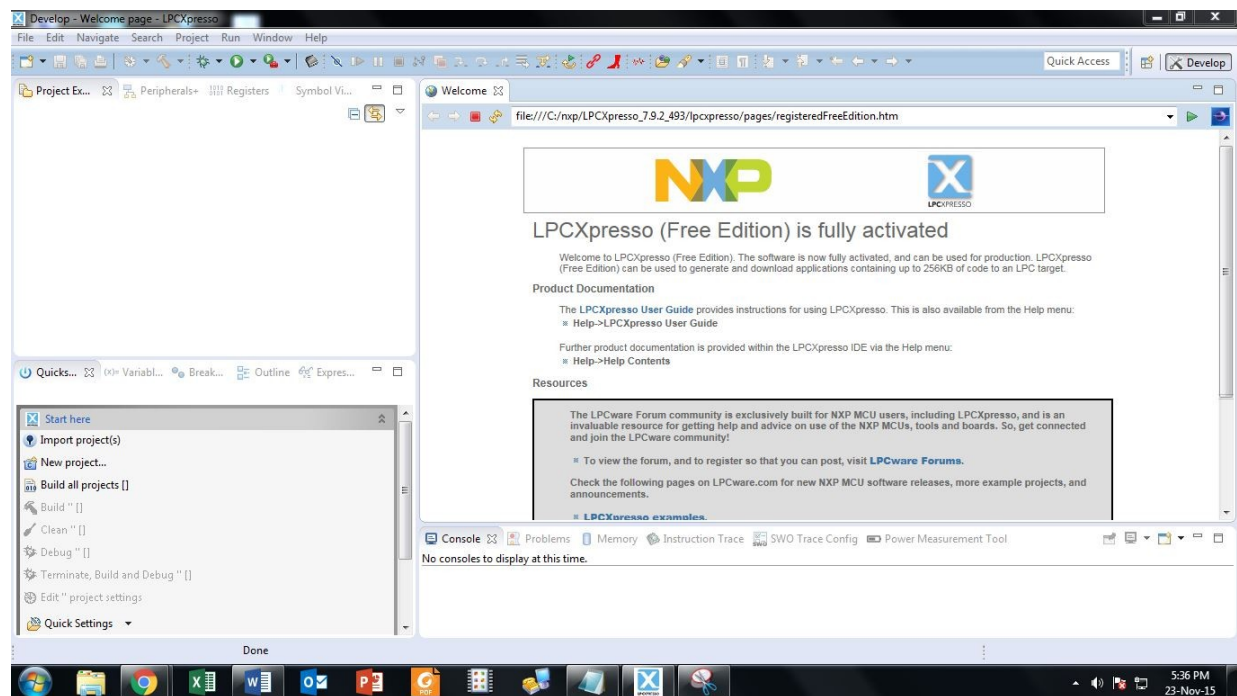 Develop - Welcome page - LPCXpresso
File Edit Navigate Search Project Run Window Help
Quick Access
Develop
Project Ex... Peripherals+ Registers Symbol Vi...
Welcome
file:///C:/nxp/LPCXpresso_7.9.2_493/lpcxpresso/pages/registeredFreeEdition.htm
NXP
LPCXPRESSO
LPCXpresso (Free Edition) is fully activated
Welcome to LPCXpresso (Free Edition). The software is now fully activated, and can be used for production. LPCXpresso
(Free Edition) can be used to generate and download applications containing up to 256KB of code to an LPC target.
Product Documentation
The LPCXpresso User Guide provides instructions for using LPCXpresso. This is also available from the Help menu:
Help->LPCXpresso User Guide
Further product documentation is provided within the LPCXpresso IDE via the Help menu:
Help->Help Contents
Resources
The LPCware Forum community is exclusively built for NXP MCU users, including LPCXpresso, and is an
invaluable resource for getting help and advice on use of the NXP MCUs, tools and boards. So, get connected
and join the LPCware community!
To view the forum, and to register so that you can post, visit LPCware Forums.
Check the following pages on LPCware.com for new NXP MCU software releases, more example projects, and
announcements.
LPCXpresso examples.
Quicks... (x)= Variabl... Break... Outline Expres...
Start here
Import project(s)
New project...
Build all projects []
Build '' []
Clean '' []
Debug '' []
Terminate, Build and Debug '' []
Edit '' project settings
Quick Settings
Console Problems Memory Instruction Trace SWO Trace Config Power Measurement Tool
No consoles to display at this time.
Done
5:36 PM
23-Nov-15